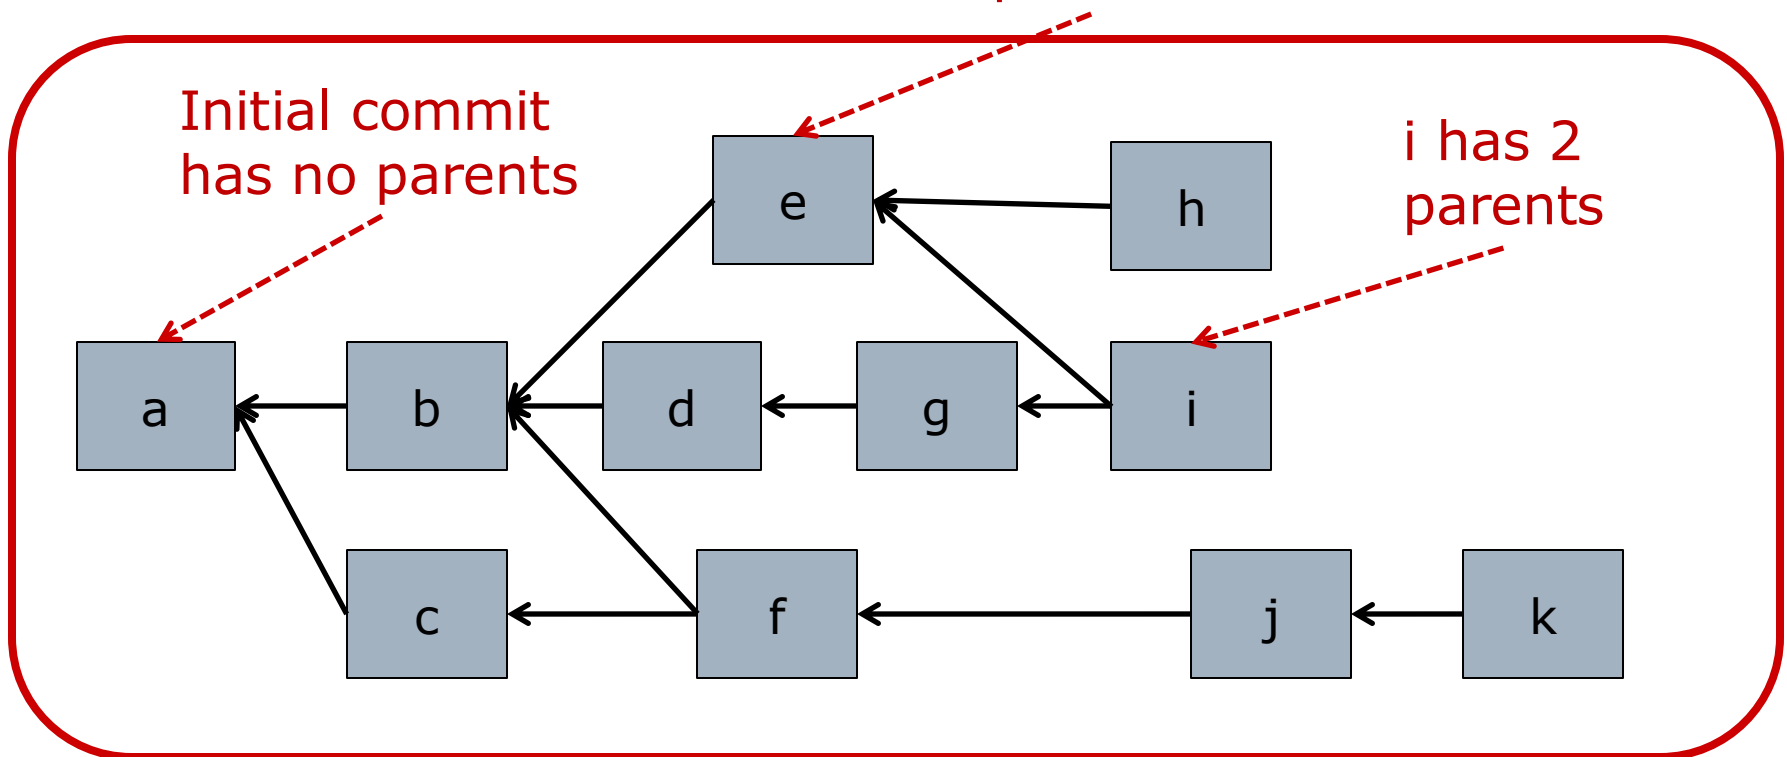 Initial commit
has no parents
i has 2
parents
e
h
a
b
d
g
i
c
f
j
k